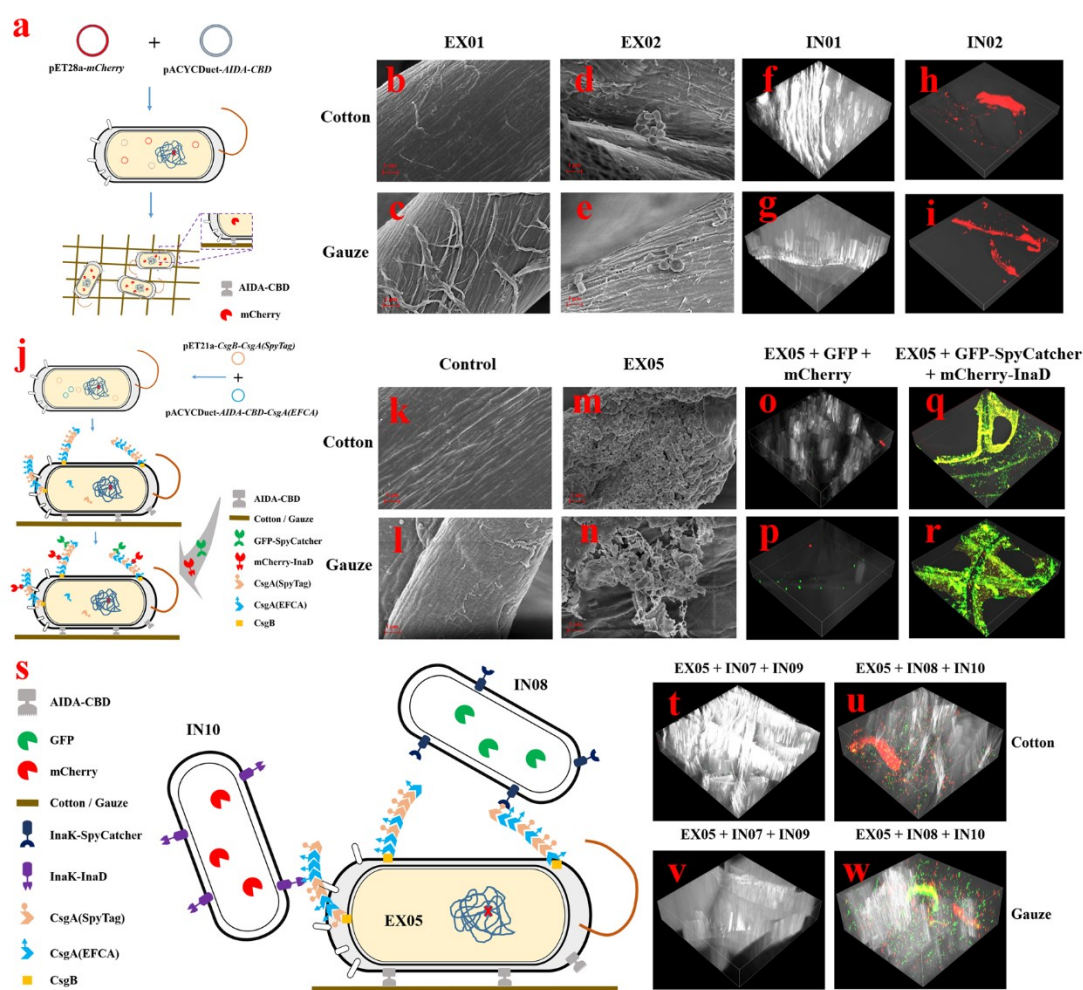 a
pET28a-mCherry
+
pACYCDuet-AIDA-CBD
AIDA-CBD
mCherry
EX01
EX02
IN01
IN02
Cotton
b
d
f
h
Gauze
c
e
g
i
j
pET21a-CsgB-CsgA(SpyTag)
+
pACYCDuet-AIDA-CBD-CsgA(EFCA)
AIDA-CBD
Cotton / Gauze
GFP-SpyCatcher
mCherry-InaD
CsgA(SpyTag)
CsgA(EFCA)
CsgB
Control
EX05
EX05 + GFP +
mCherry
EX05 + GFP-SpyCatcher
+ mCherry-InaD
Cotton
k
m
o
q
Gauze
l
n
p
r
s
AIDA-CBD
GFP
mCherry
Cotton / Gauze
InaK-SpyCatcher
InaK-InaD
CsgA(SpyTag)
CsgA(EFCA)
CsgB
IN10
IN08
EX05
EX05 + IN07 + IN09
EX05 + IN08 + IN10
t
u
Cotton
EX05 + IN07 + IN09
EX05 + IN08 + IN10
v
w
Gauze